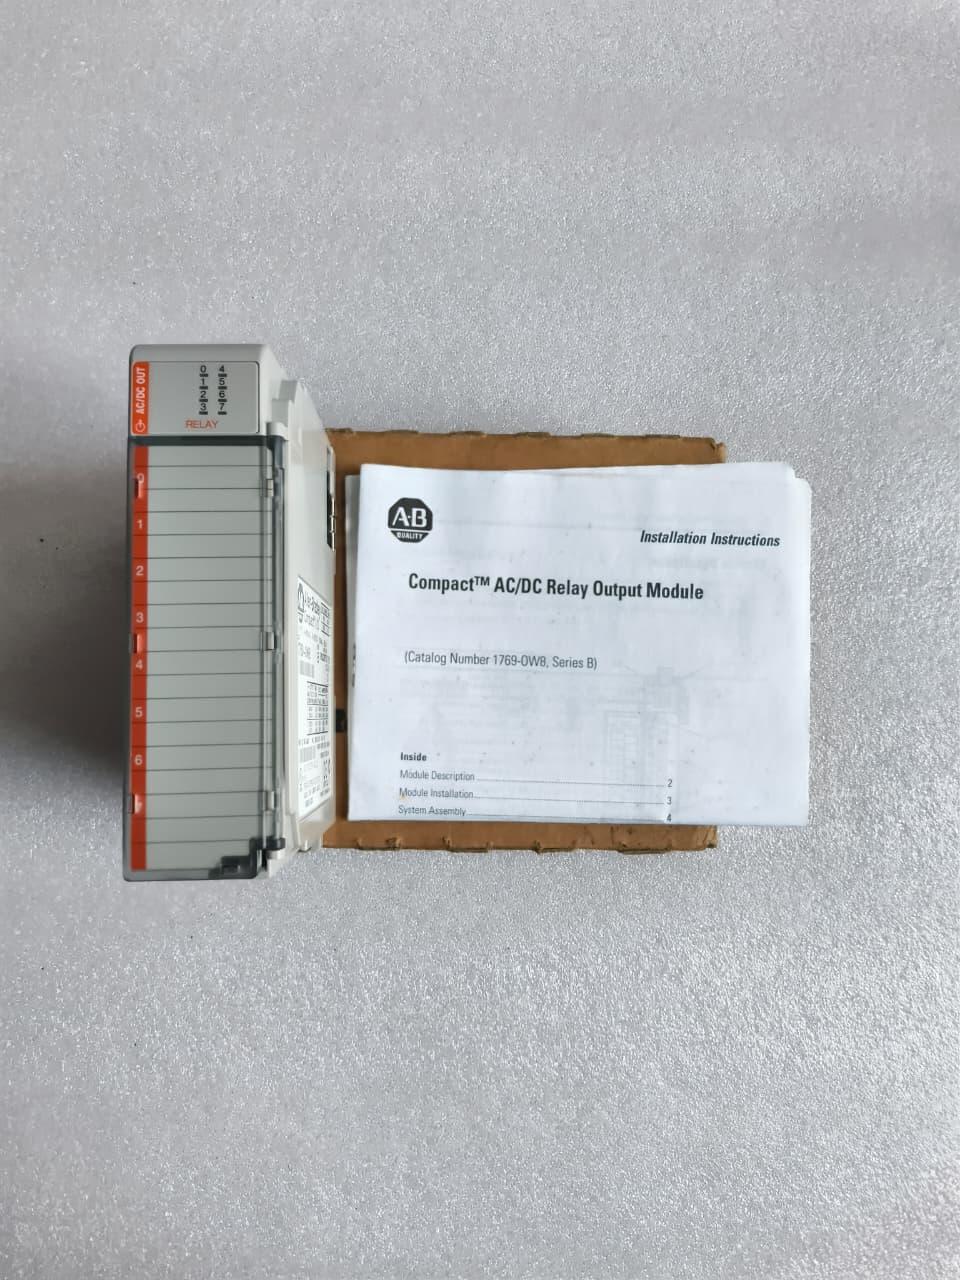 AC/DC OUT
0 4
1 5
2 6
3 7
RELAY
0
1
2
3
4
5
6
A-B
QUALITY
Installation Instructions
Compact™ AC/DC Relay Output Module
(Catalog Number 1769-OW8, Series B)
Inside
Module Description 2
Module Installation 3
System Assembly 4